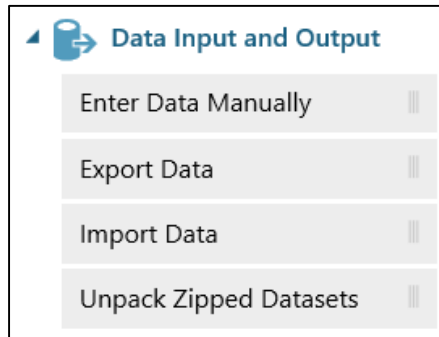 Data Input and Output
Enter Data Manually
Export Data
Import Data
Unpack Zipped Datasets